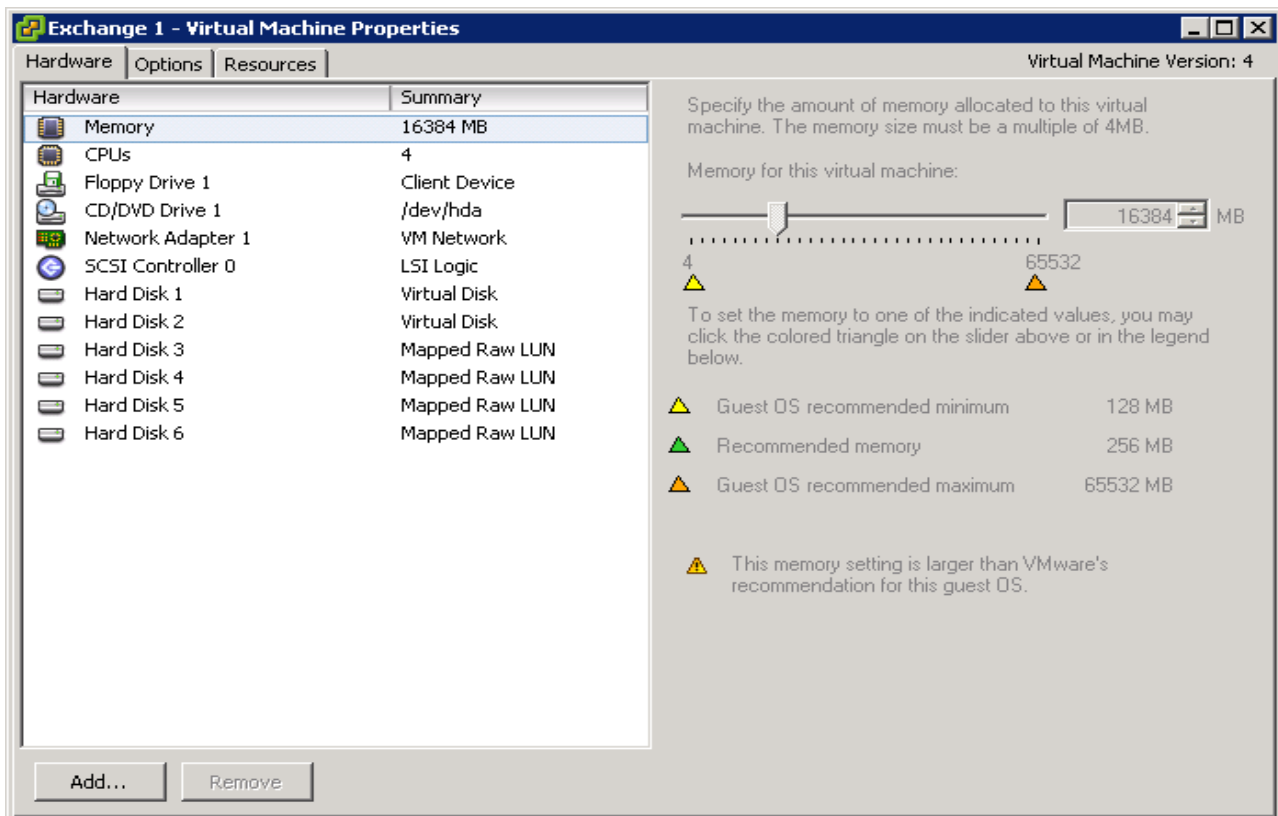 Exchange 1 - Virtual Machine Properties
Hardware Options Resources Virtual Machine Version: 4
Hardware Summary
Memory 16384 MB
CPUs 4
Floppy Drive 1 Client Device
CD/DVD Drive 1 /dev/hda
Network Adapter 1 VM Network
SCSI Controller 0 LSI Logic
Hard Disk 1 Virtual Disk
Hard Disk 2 Virtual Disk
Hard Disk 3 Mapped Raw LUN
Hard Disk 4 Mapped Raw LUN
Hard Disk 5 Mapped Raw LUN
Hard Disk 6 Mapped Raw LUN
Add... Remove
Specify the amount of memory allocated to this virtual
machine. The memory size must be a multiple of 4MB.
Memory for this virtual machine:
16384 MB
4 65532
To set the memory to one of the indicated values, you may
click the colored triangle on the slider above or in the legend
below.
Guest OS recommended minimum 128 MB
Recommended memory 256 MB
Guest OS recommended maximum 65532 MB
This memory setting is larger than VMware's
recommendation for this guest OS.